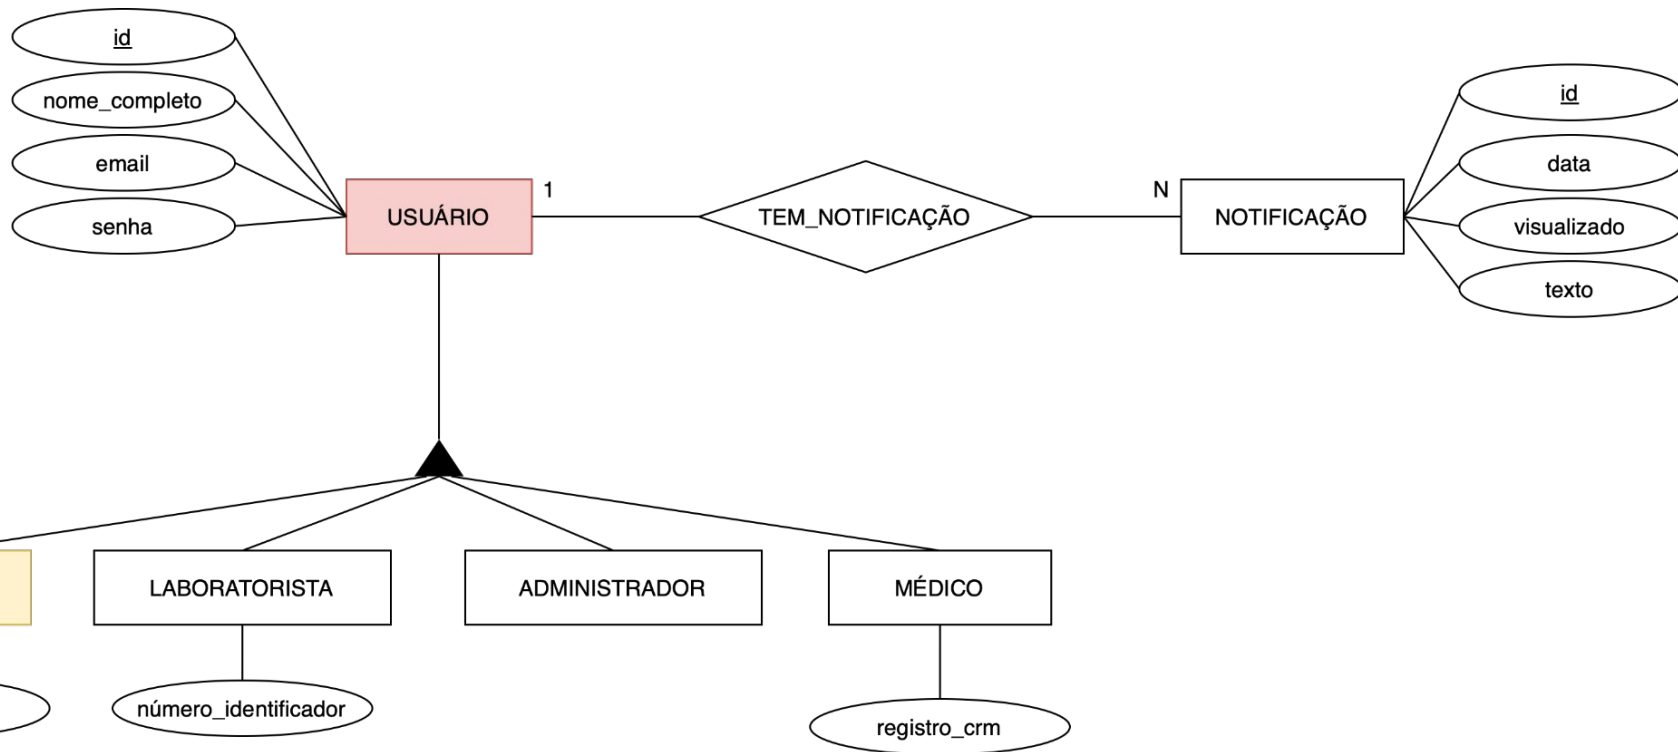 id
nome_completo
email
senha
USUÁRIO
1
TEM_NOTIFICAÇÃO
N
NOTIFICAÇÃO
id
data
visualizado
texto
LABORATORISTA
ADMINISTRADOR
MÉDICO
número_identificador
registro_crm